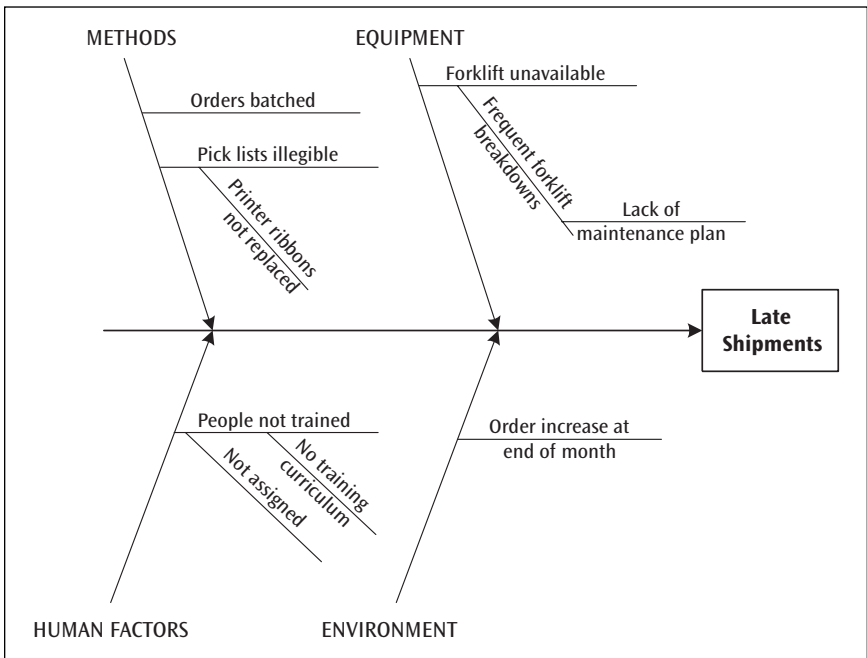 METHODS
EQUIPMENT
Orders batched
Pick lists illegible
Printer ribbons
not replaced
Forklift unavailable
Frequent forklift
breakdowns
Lack of
maintenance plan
Late
Shipments
People not trained
Not assigned
No training
curriculum
Order increase at
end of month
HUMAN FACTORS
ENVIRONMENT